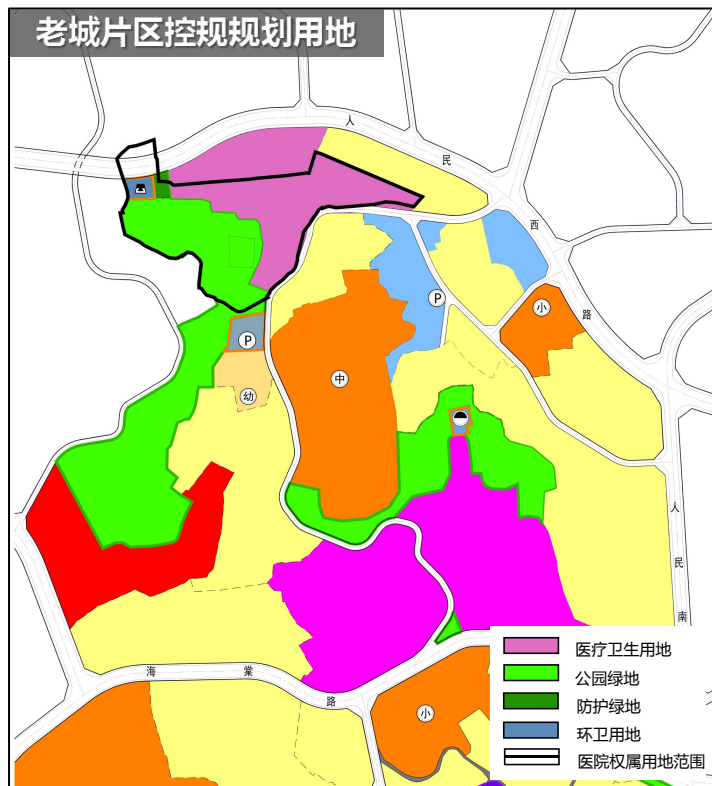 老城片区控规规划用地
人
民
西
路
P
小
P
中
幼
人
民
南
海
棠
路
小
医疗卫生用地
公园绿地
防护绿地
环卫用地
医院权属用地范围